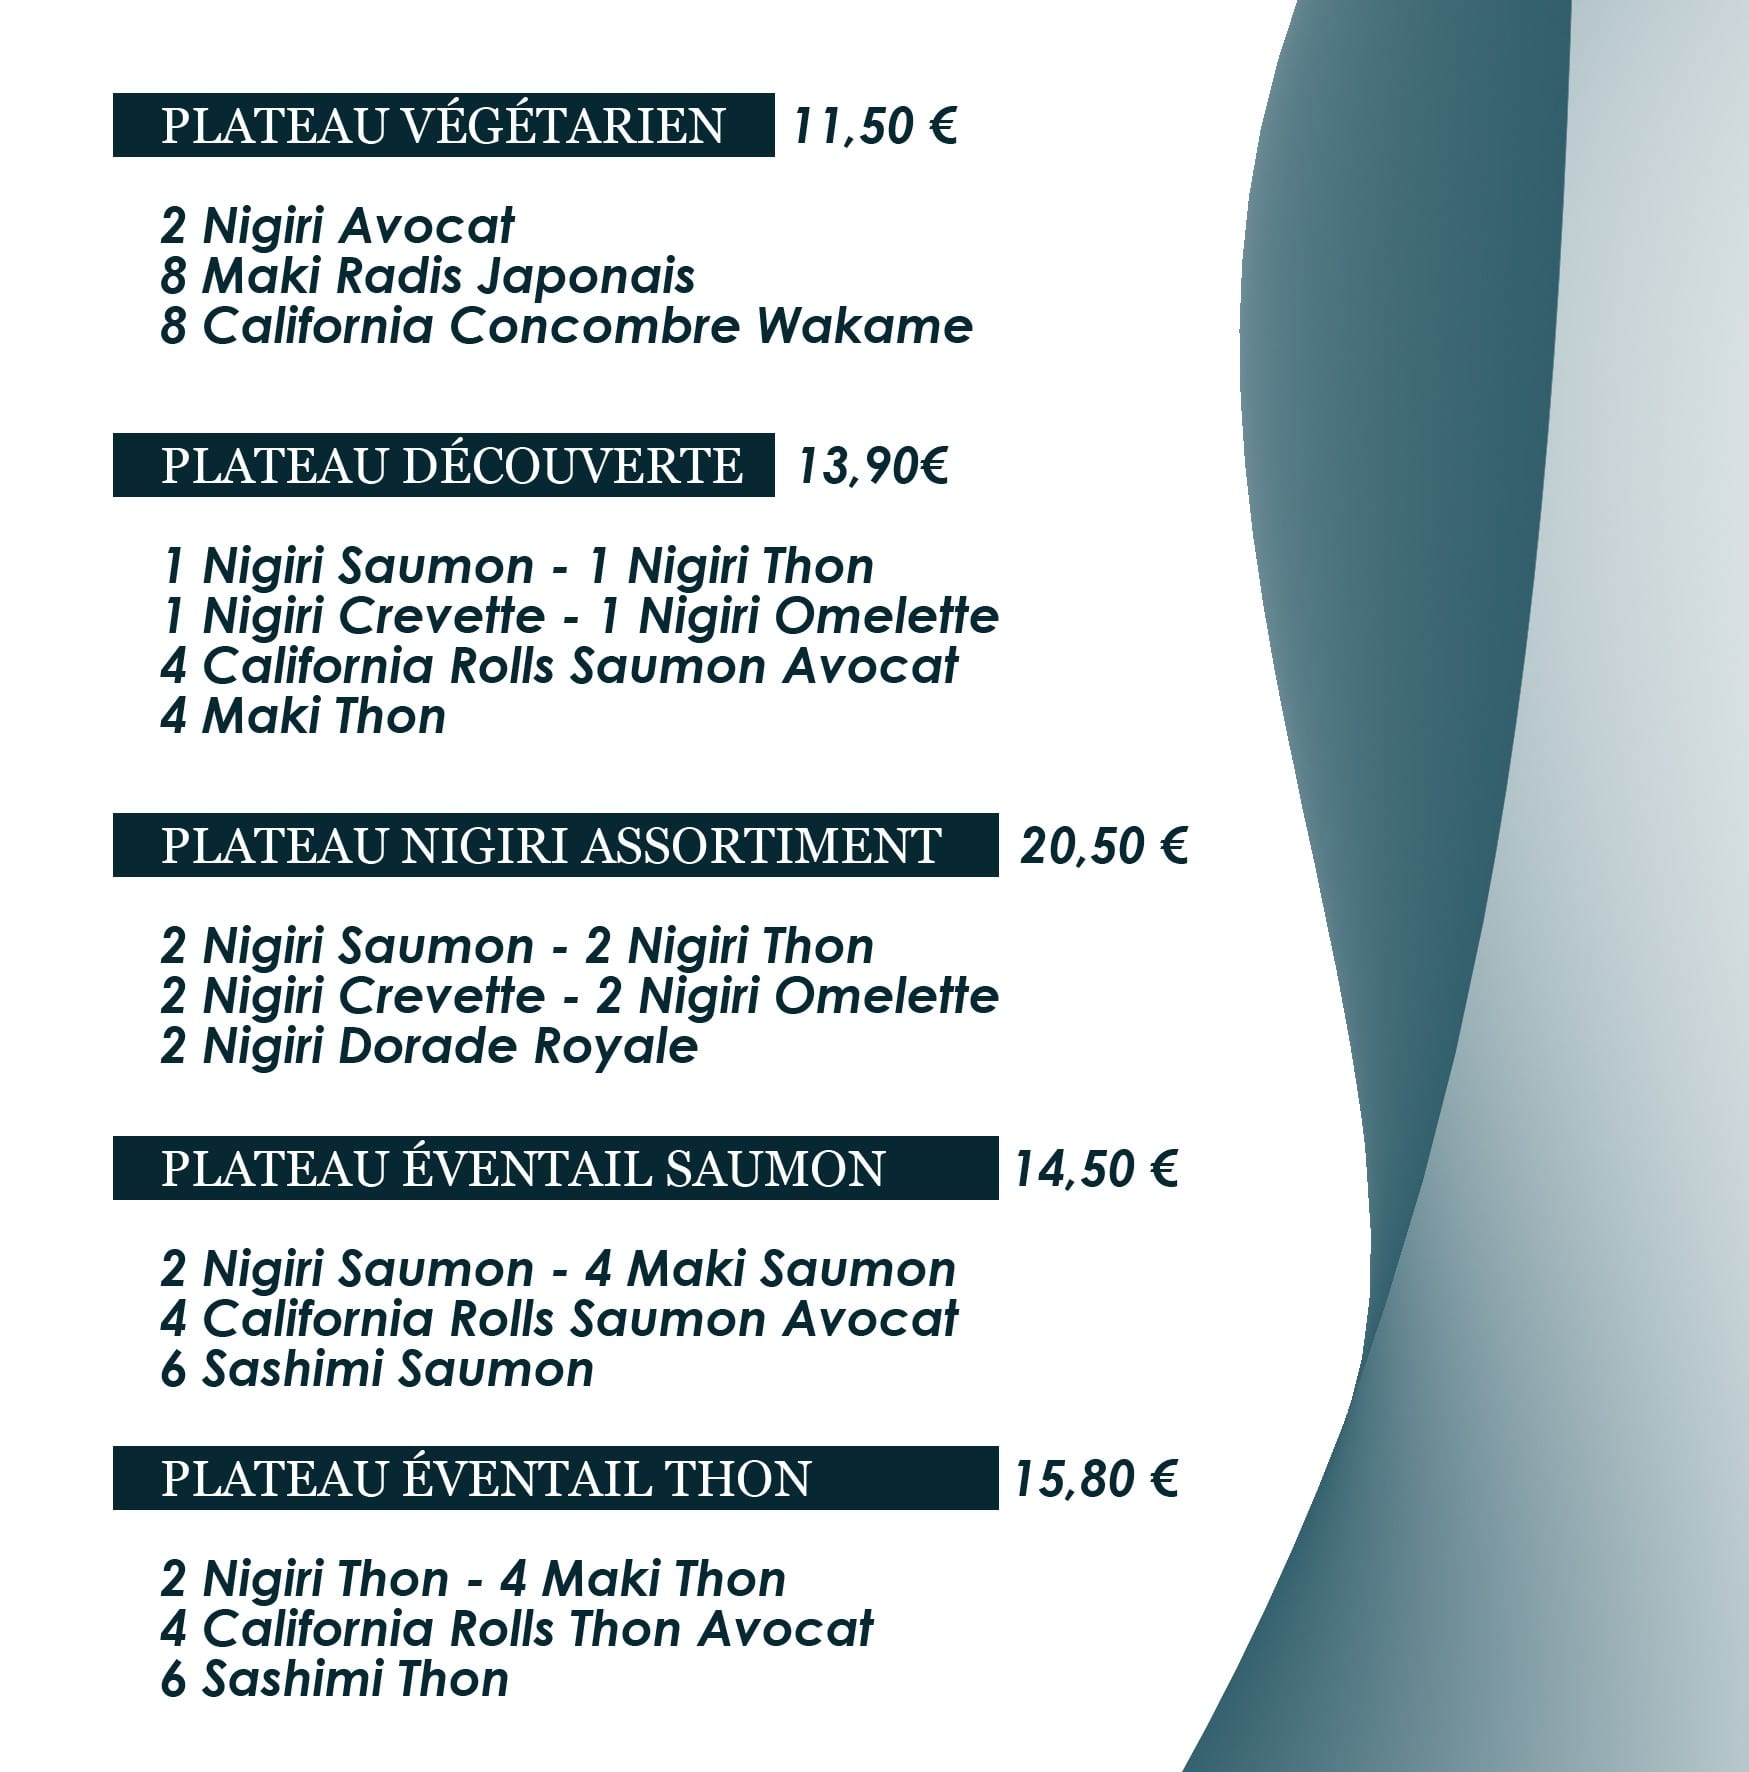 PLATEAU VÉGÉTARIEN 11,50 €
2 Nigiri Avocat
8 Maki Radis Japonais
8 California Concombre Wakame
PLATEAU DÉCOUVERTE 13,90€
1 Nigiri Saumon - 1 Nigiri Thon
1 Nigiri Crevette - 1 Nigiri Omelette
4 California Rolls Saumon Avocat
4 Maki Thon
PLATEAU NIGIRI ASSORTIMENT 20,50 €
2 Nigiri Saumon - 2 Nigiri Thon
2 Nigiri Crevette - 2 Nigiri Omelette
2 Nigiri Dorade Royale
PLATEAU ÉVENTAIL SAUMON 14,50 €
2 Nigiri Saumon - 4 Maki Saumon
4 California Rolls Saumon Avocat
6 Sashimi Saumon
PLATEAU ÉVENTAIL THON 15,80 €
2 Nigiri Thon - 4 Maki Thon
4 California Rolls Thon Avocat
6 Sashimi Thon